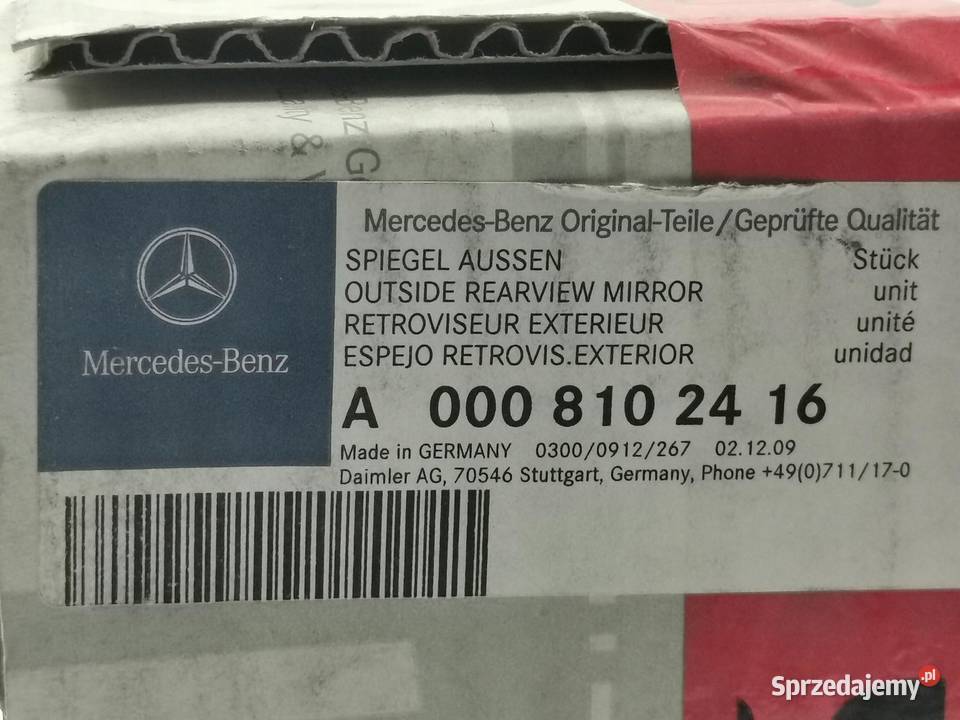 Benz G
any & V
Mercedes-Benz
Mercedes-Benz Original-Teile/Geprüfte Qualität
SPIEGEL AUSSEN Stück
OUTSIDE REARVIEW MIRROR unit
RETROVISEUR EXTERIEUR unité
ESPEJO RETROVIS.EXTERIOR unidad
A 000 810 24 16
Made in GERMANY 0300/0912/267 02.12.09
Daimler AG, 70546 Stuttgart, Germany, Phone +49(0)711/17-0
Sprzedajemy.pl